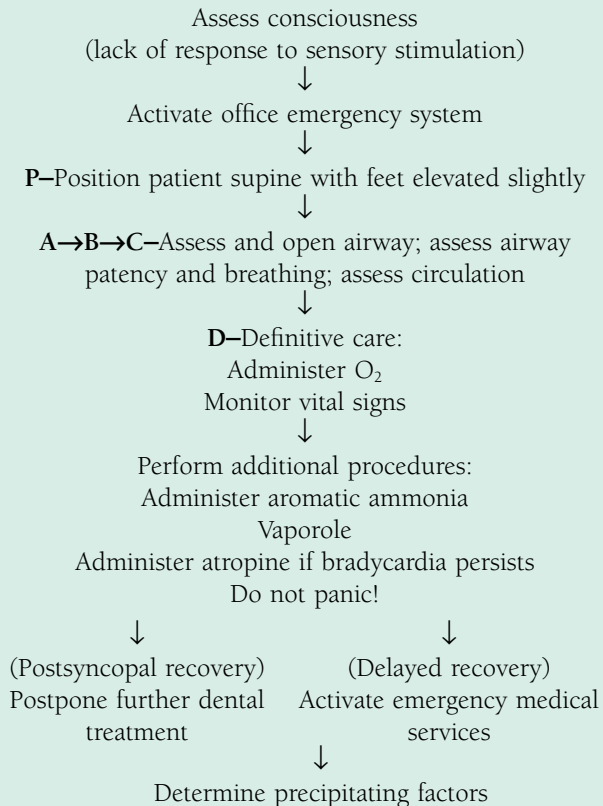 Assess consciousness
(lack of response to sensory stimulation)
↓
Activate office emergency system
↓
P–Position patient supine with feet elevated slightly
↓
A→B→C–Assess and open airway; assess airway
patency and breathing; assess circulation
↓
D–Definitive care:
Administer O₂
Monitor vital signs
↓
Perform additional procedures:
Administer aromatic ammonia
Vaporole
Administer atropine if bradycardia persists
Do not panic!
↓
(Postsyncopal recovery)
Postpone further dental
treatment
↓
(Delayed recovery)
Activate emergency medical
services
↓
Determine precipitating factors